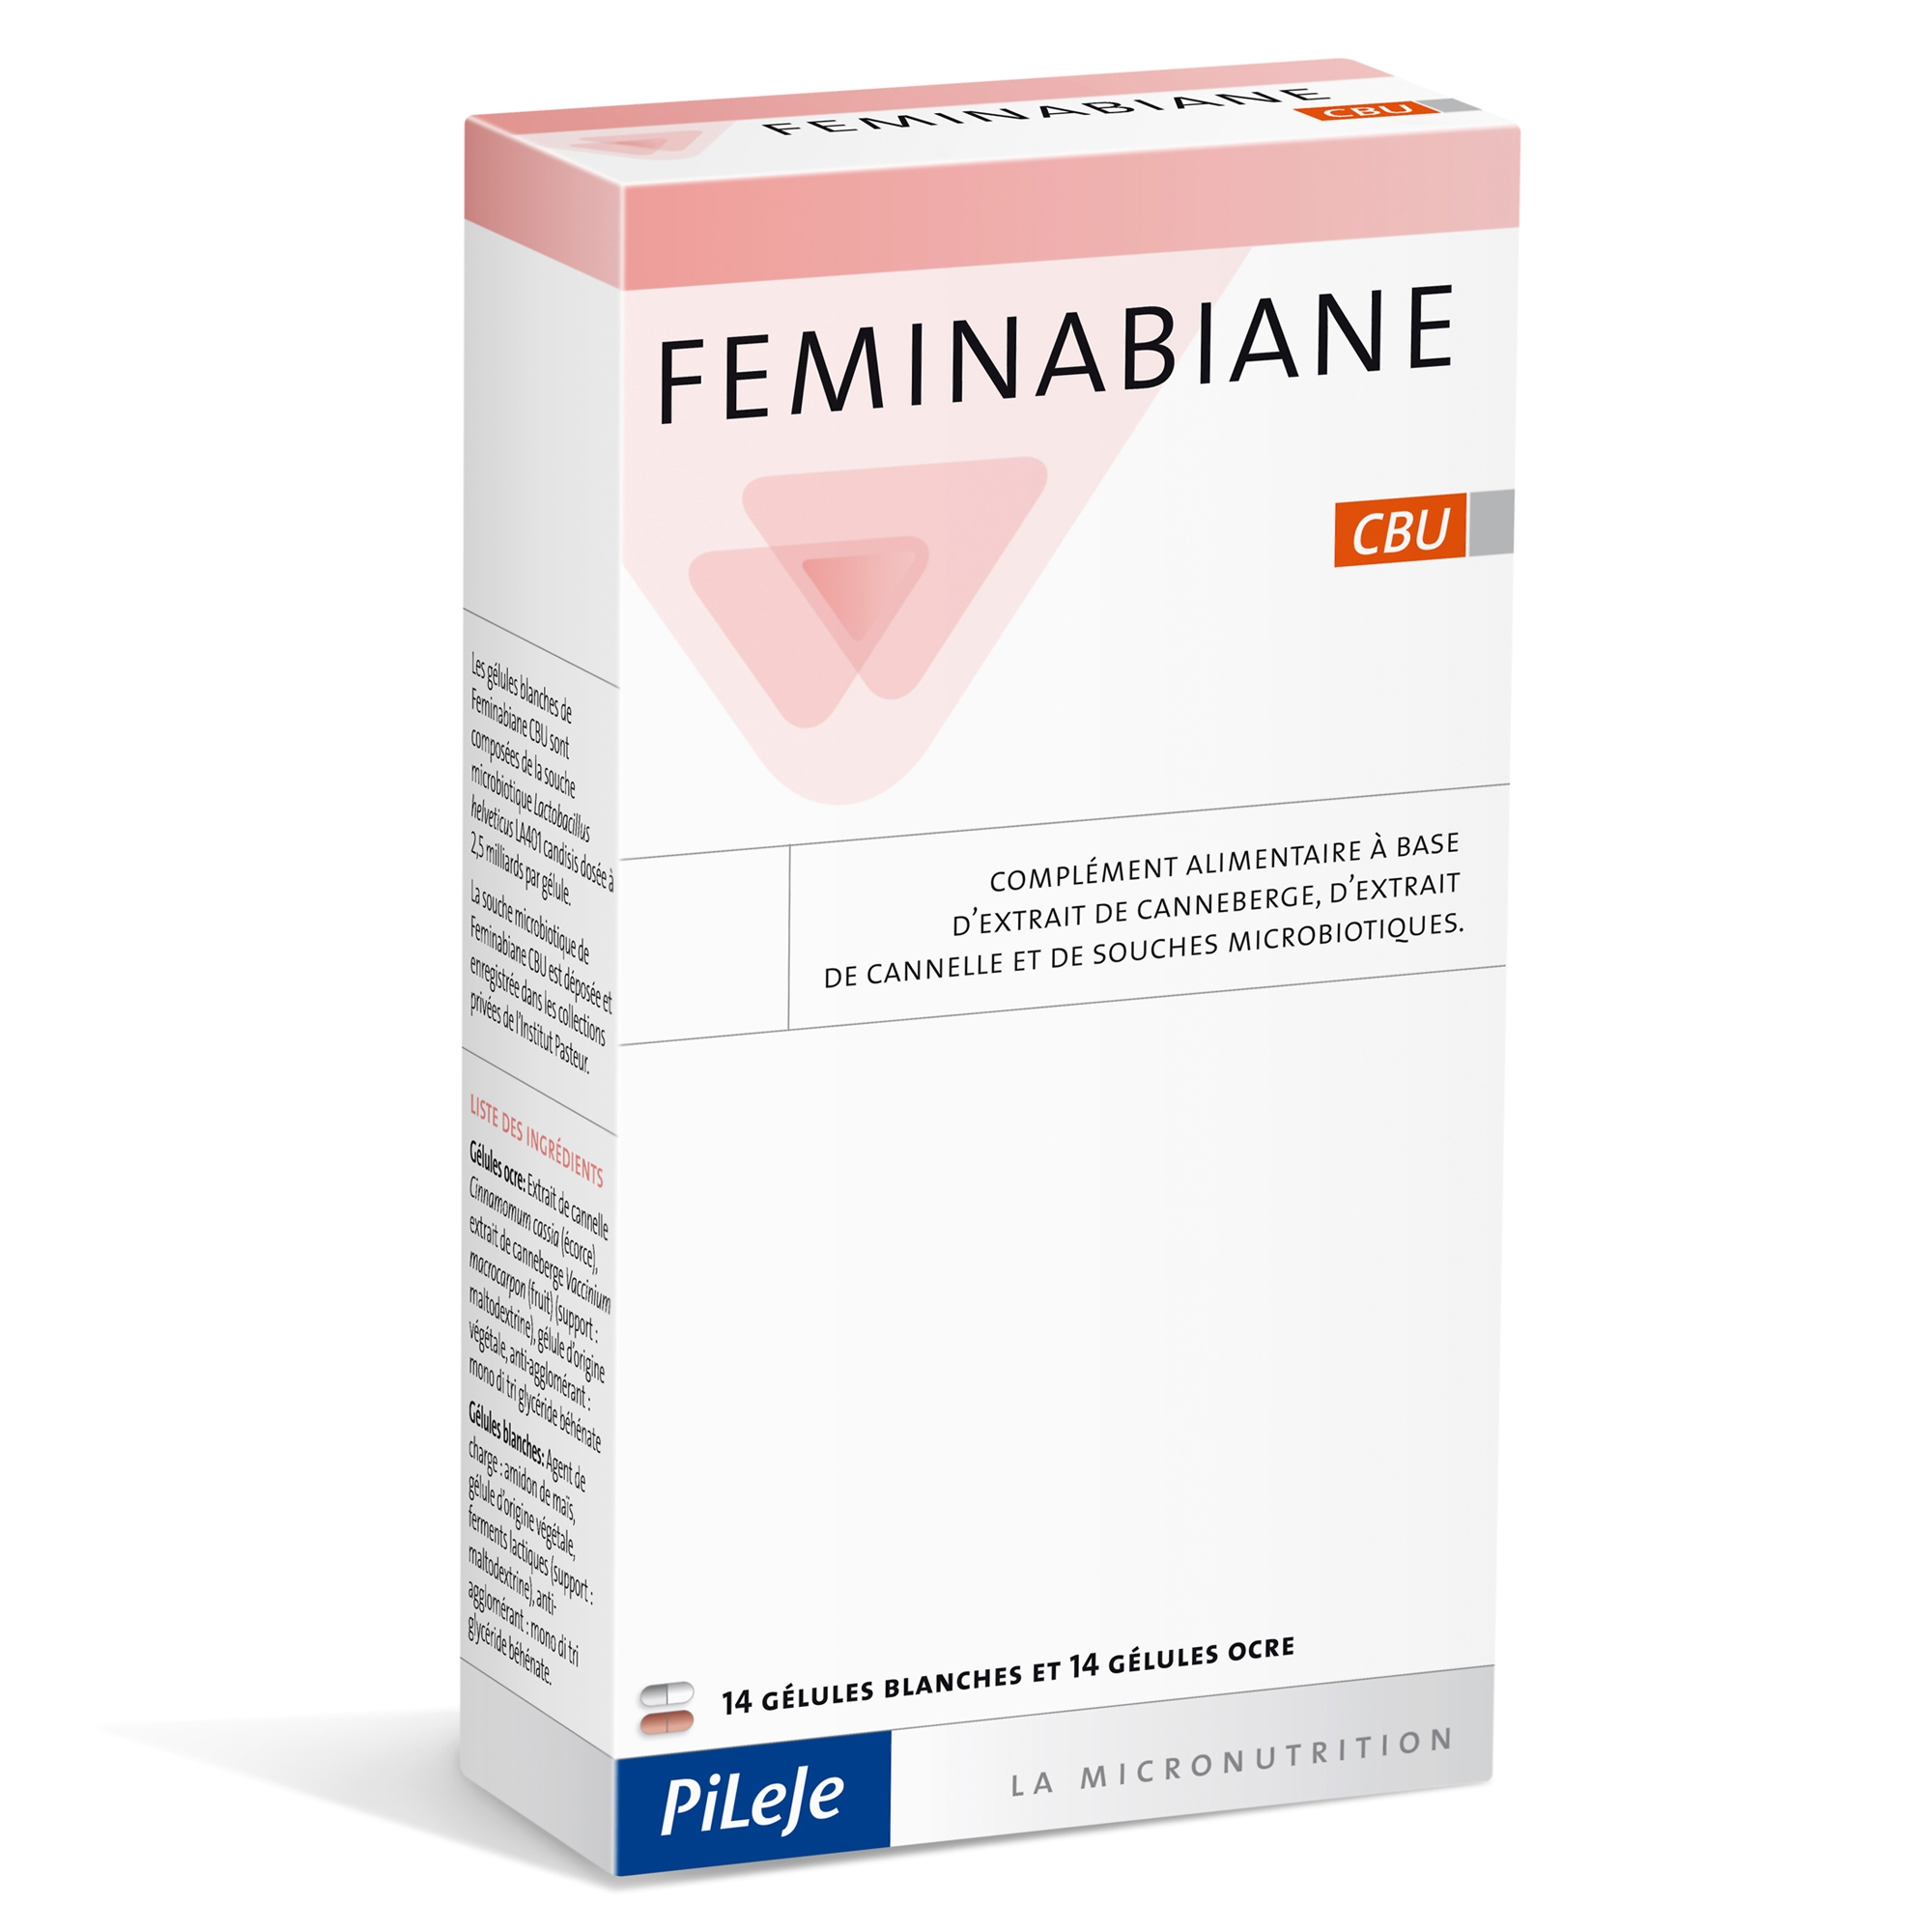 FEMINABIANE
CBU
FEMINABIANE
CBU
COMPLÉMENT ALIMENTAIRE À BASE
D'EXTRAIT DE CANNEBERGE, D'EXTRAIT
DE CANNELLE ET DE SOUCHES MICROBIOTIQUES.
14 GÉLULES BLANCHES ET 14 GÉLULES OCRE
PiLeJe
LA MICRONUTRITION
Les gélules blanches de
Feminabiane CBU sont
composées de la souche
microbiotique Lactobacillus
helveticus LA401 candisis dosée à
2,5 milliards par gélule.
La souche microbiotique de
Feminabiane CBU est déposée et
enregistrée dans les collections
privées de l'Institut Pasteur.
LISTE DES INGRÉDIENTS
Gélules ocre: Extrait de cannelle
Cinnamomum cassia (écorce),
extrait de canneberge Vaccinium
macrocarpon (fruit) (support :
maltodextrine), gélule d'origine
végétale, anti-agglomérant :
mono di tri glycéride béhénate
Gélules blanches: Agent de
charge : amidon de maïs,
gélule d'origine végétale,
ferments lactiques (support :
maltodextrine), anti-
agglomérant : mono di tri
glycéride béhénate.